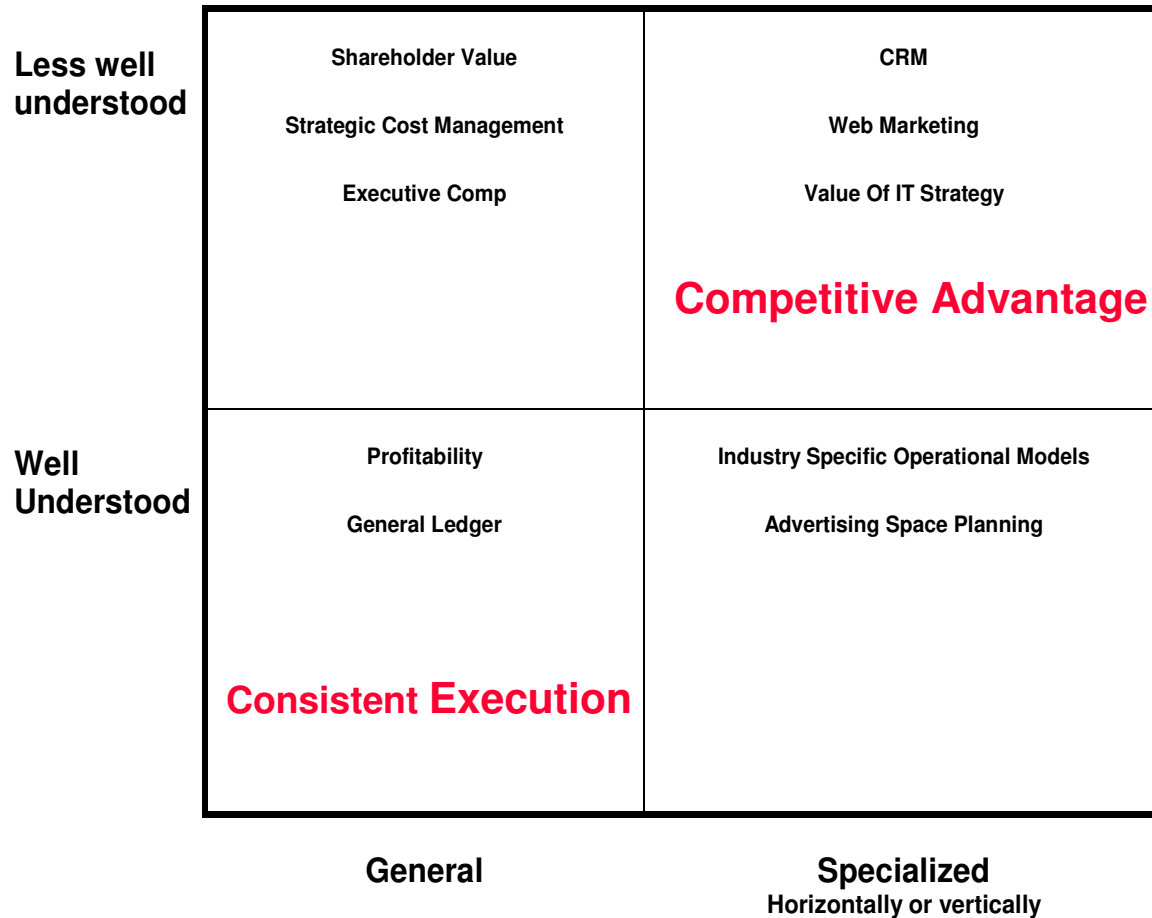 Less well
understood
Shareholder Value
Strategic Cost Management
Executive Comp
CRM
Web Marketing
Value Of IT Strategy
Competitive Advantage
Well
Understood
Profitability
General Ledger
Consistent Execution
Industry Specific Operational Models
Advertising Space Planning
General
Specialized
Horizontally or vertically